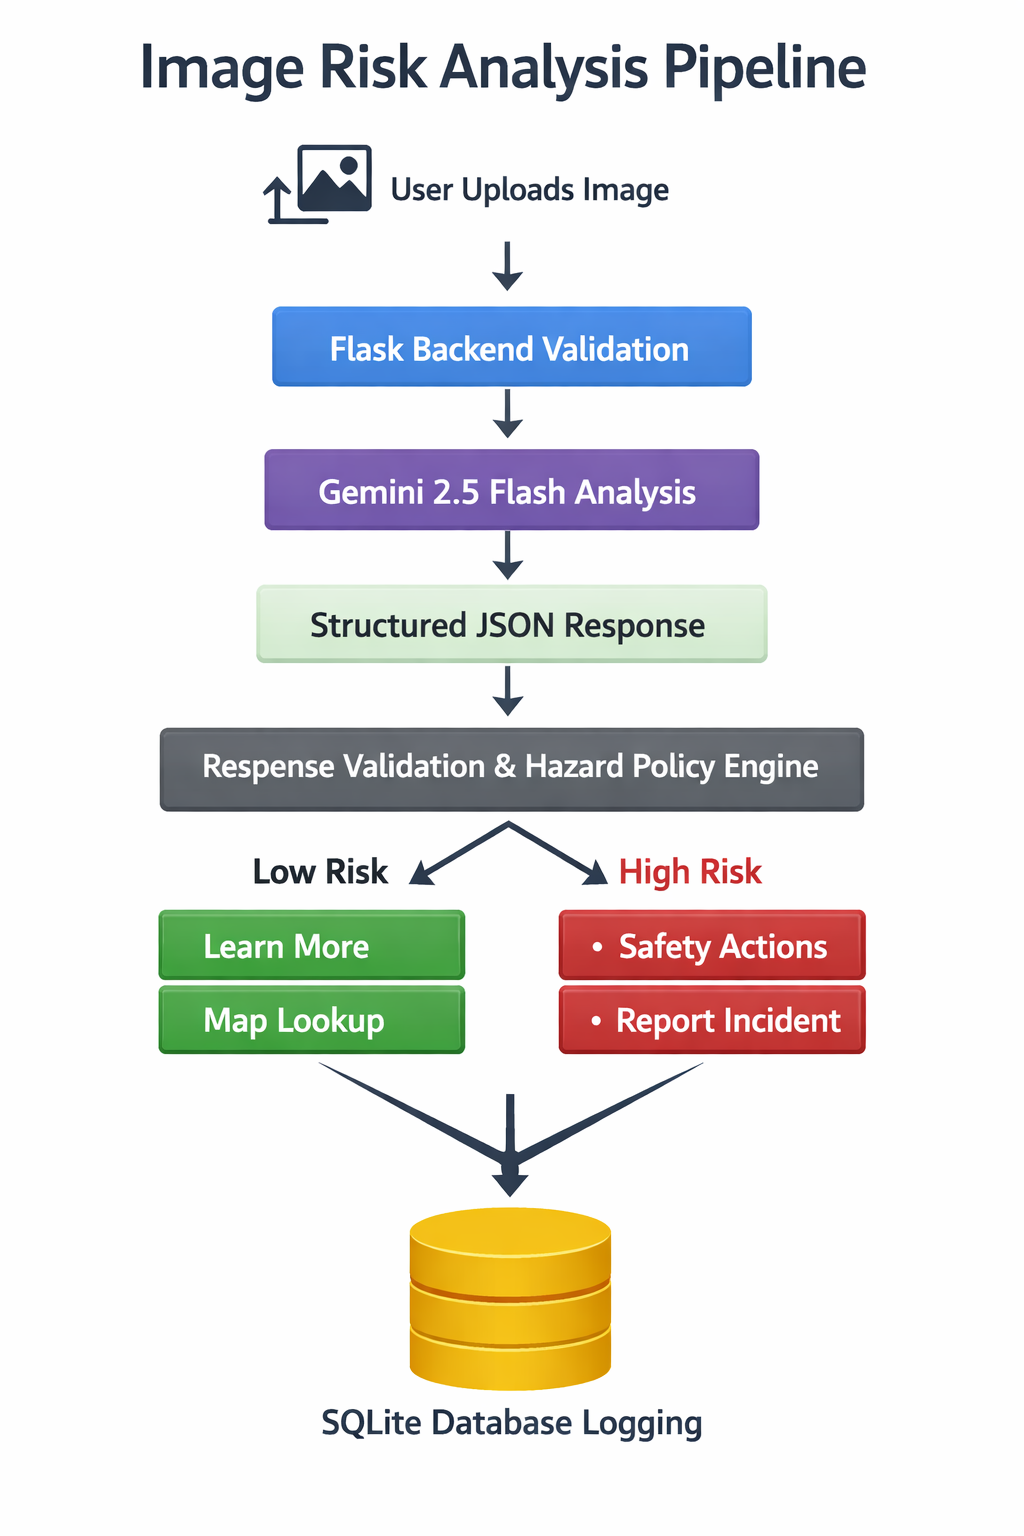 Image Risk Analysis Pipeline
User Uploads Image
Flask Backend Validation
Gemini 2.5 Flash Analysis
Structured JSON Response
Respense Validation & Hazard Policy Engine
Low Risk
High Risk
Learn More
• Safety Actions
Map Lookup
• Report Incident
SQLite Database Logging